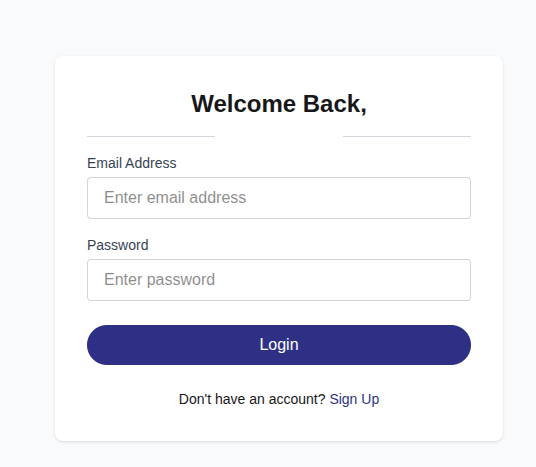 Welcome Back,
Email Address
Enter email address
Password
Enter password
Login
Don't have an account? Sign Up